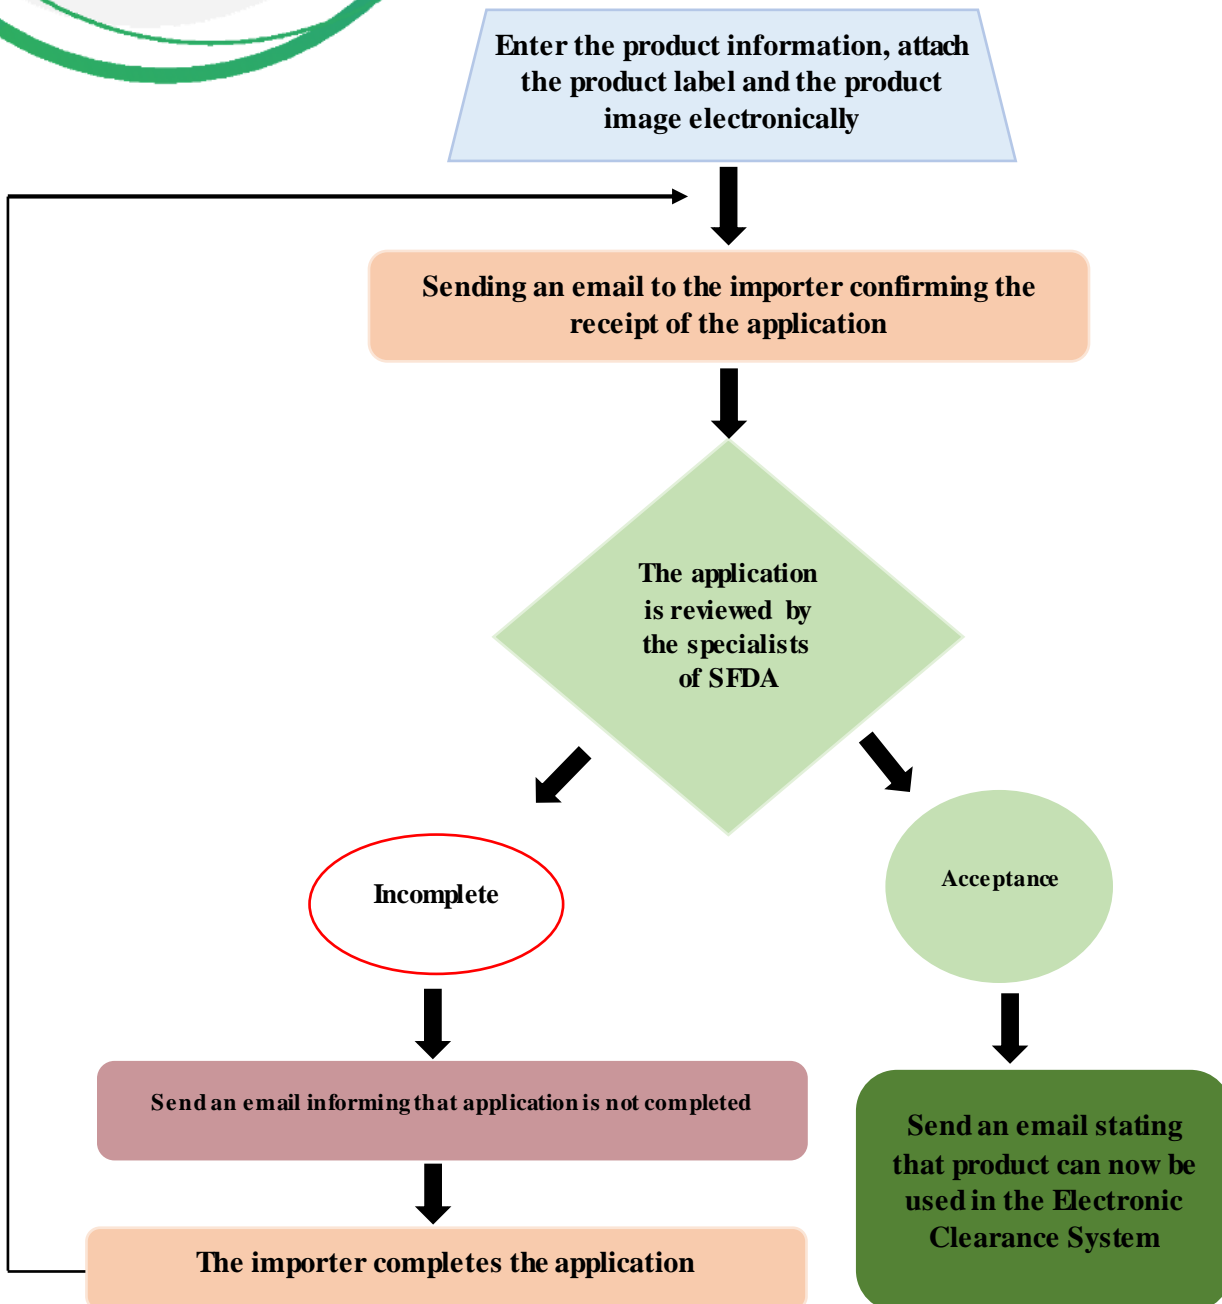 Enter the product information, attach
the product label and the product
image electronically
Sending an email to the importer confirming the
receipt of the application
The application
is reviewed by
the specialists
of SFDA
Incomplete
Acceptance
Send an email informing that application is not completed
Send an email stating
that product can now be
used in the Electronic
Clearance System
The importer completes the application